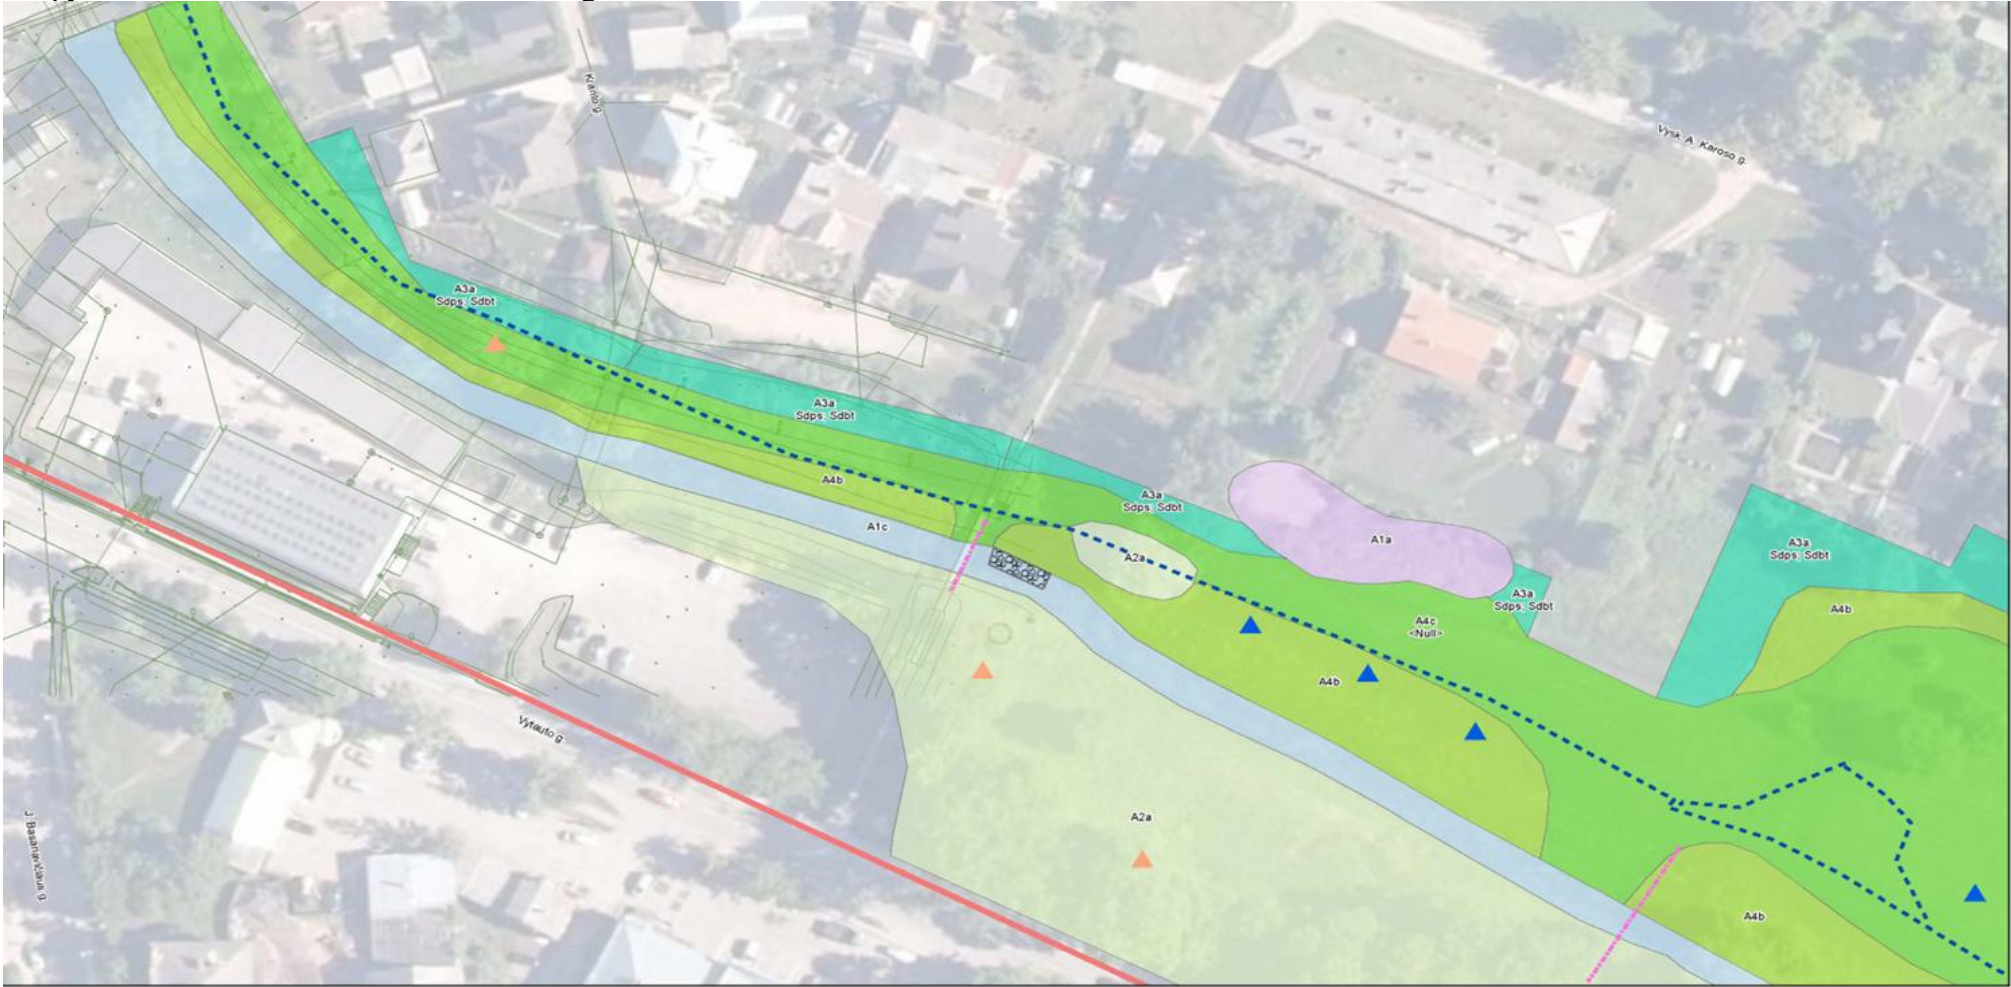 Kranto g.
Vysk. A. Karoso g.
A3a
Sdps; Sdbt
A3a
Sdps; Sdbt
A4b
A3a
Sdps; Sdbt
A1c
A1a
A2a
A3a
Sdps; Sdbt
A3a
Sdps; Sdbt
A4b
A4c
<Null>
A4b
Vytauto g.
A2a
J. Basanavičiaus g.
A4b